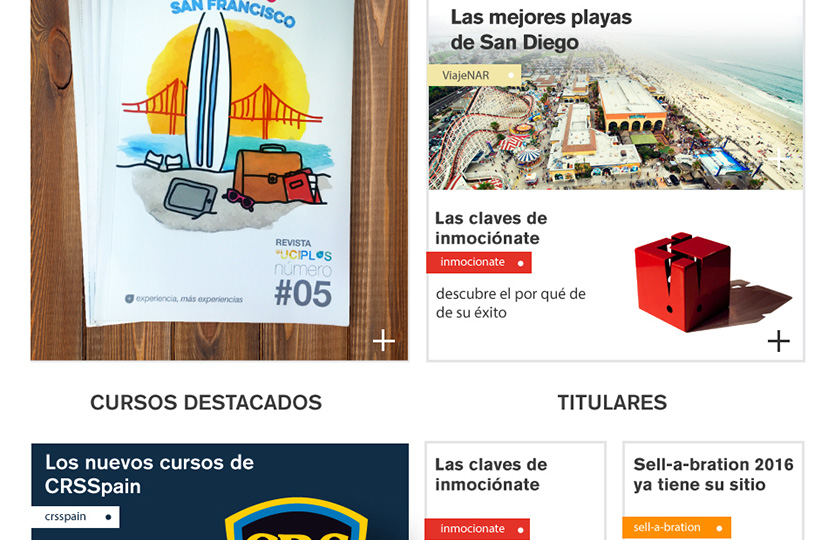 SAN FRANCISCO
REVISTA
UCIPLUS
número
#05
experiencia, más experiencias
Las mejores playas
de San Diego
ViajeNAR
Las claves de
inmociónate
inmocionate
descubre el por qué de
de su éxito
CURSOS DESTACADOS
TITULARES
Los nuevos cursos de
CRSSpain
crsspain
Las claves de
inmociónate
inmocionate
Sell-a-bration 2016
ya tiene su sitio
sell-a-bration